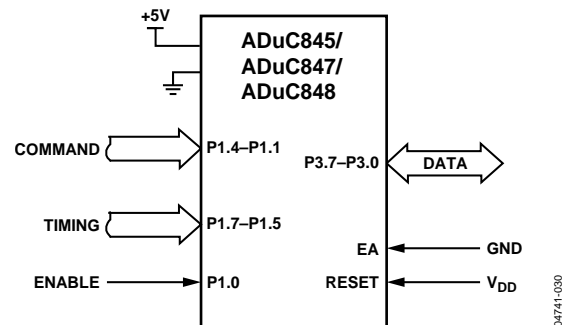 +5V
ADuC845/
ADuC847/
ADuC848
COMMAND
P1.4–P1.1
P3.7–P3.0
DATA
TIMING
P1.7–P1.5
EA
GND
ENABLE
P1.0
RESET
VDD
04741-030